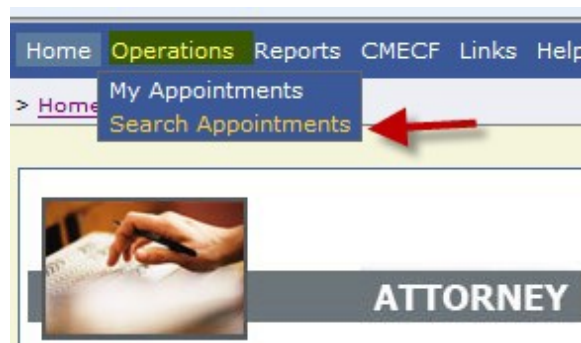 Home Operations Reports CMECF Links Help
My Appointments
> Home
Search Appointments
ATTORNEY